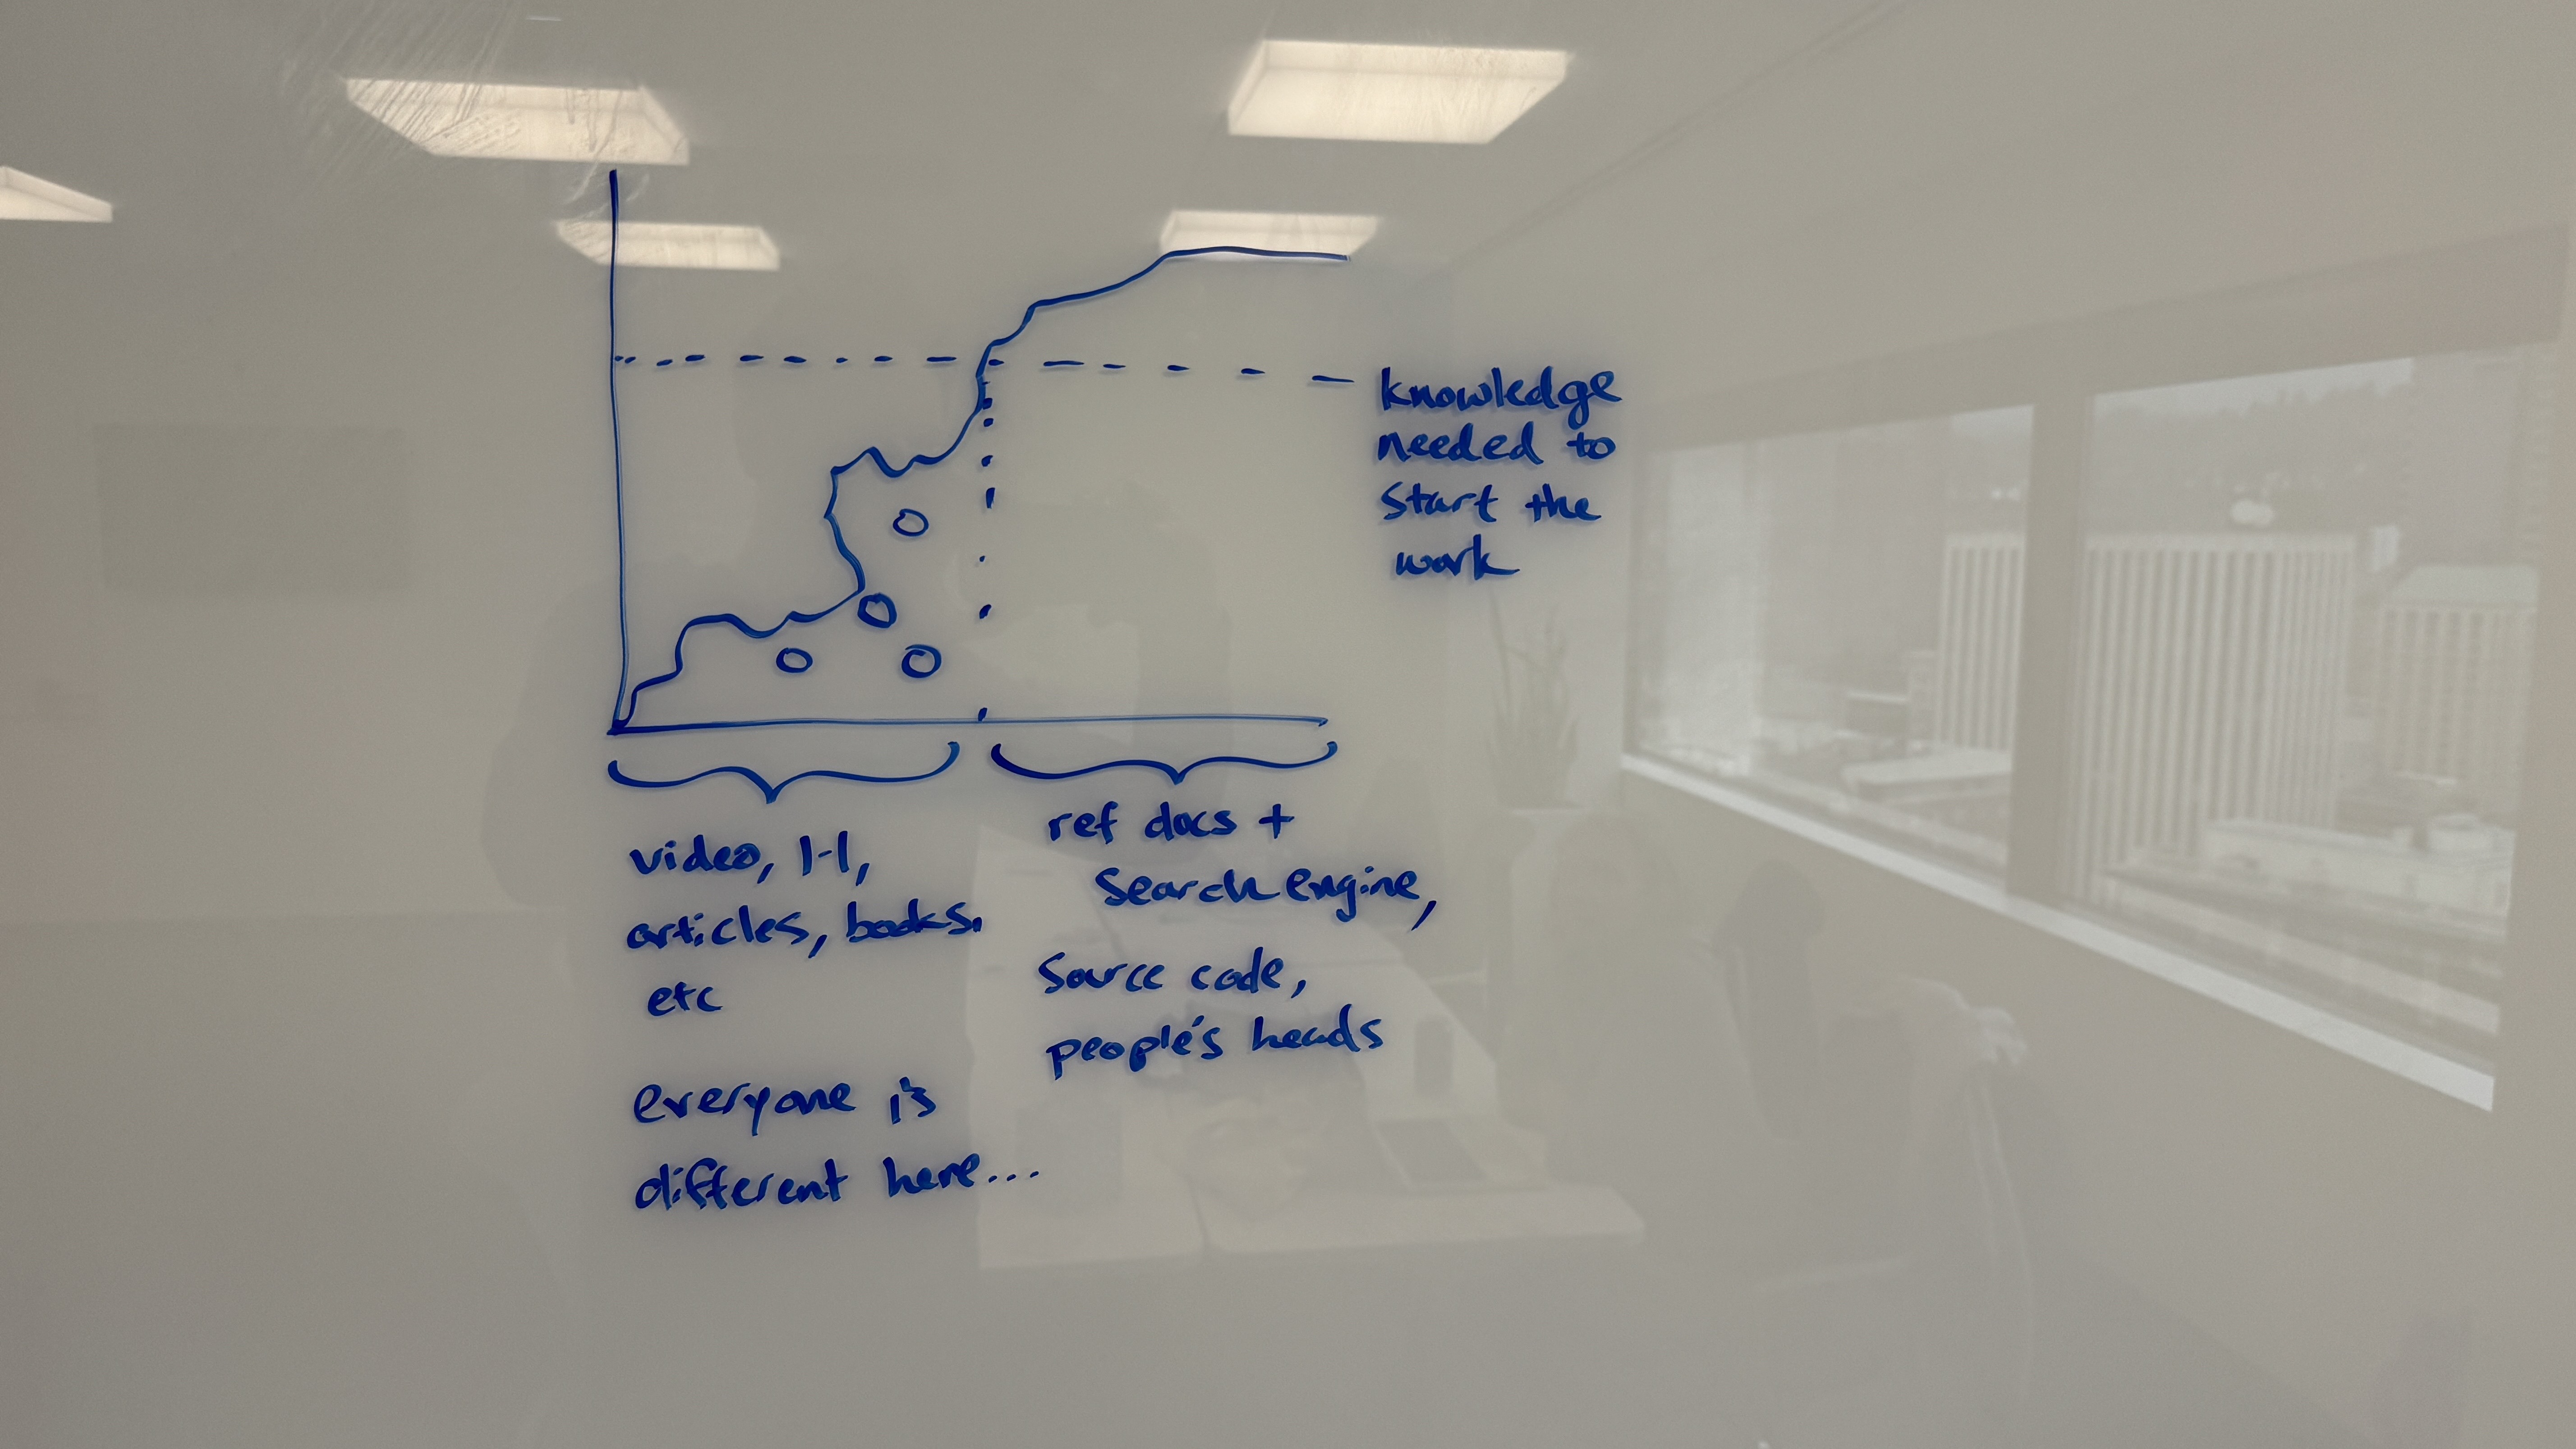 knowledge
needed to
start the
work
video, 1-1,
articles, books,
etc
everyone is
different here...
ref docs +
search engine,
source code,
people's heads